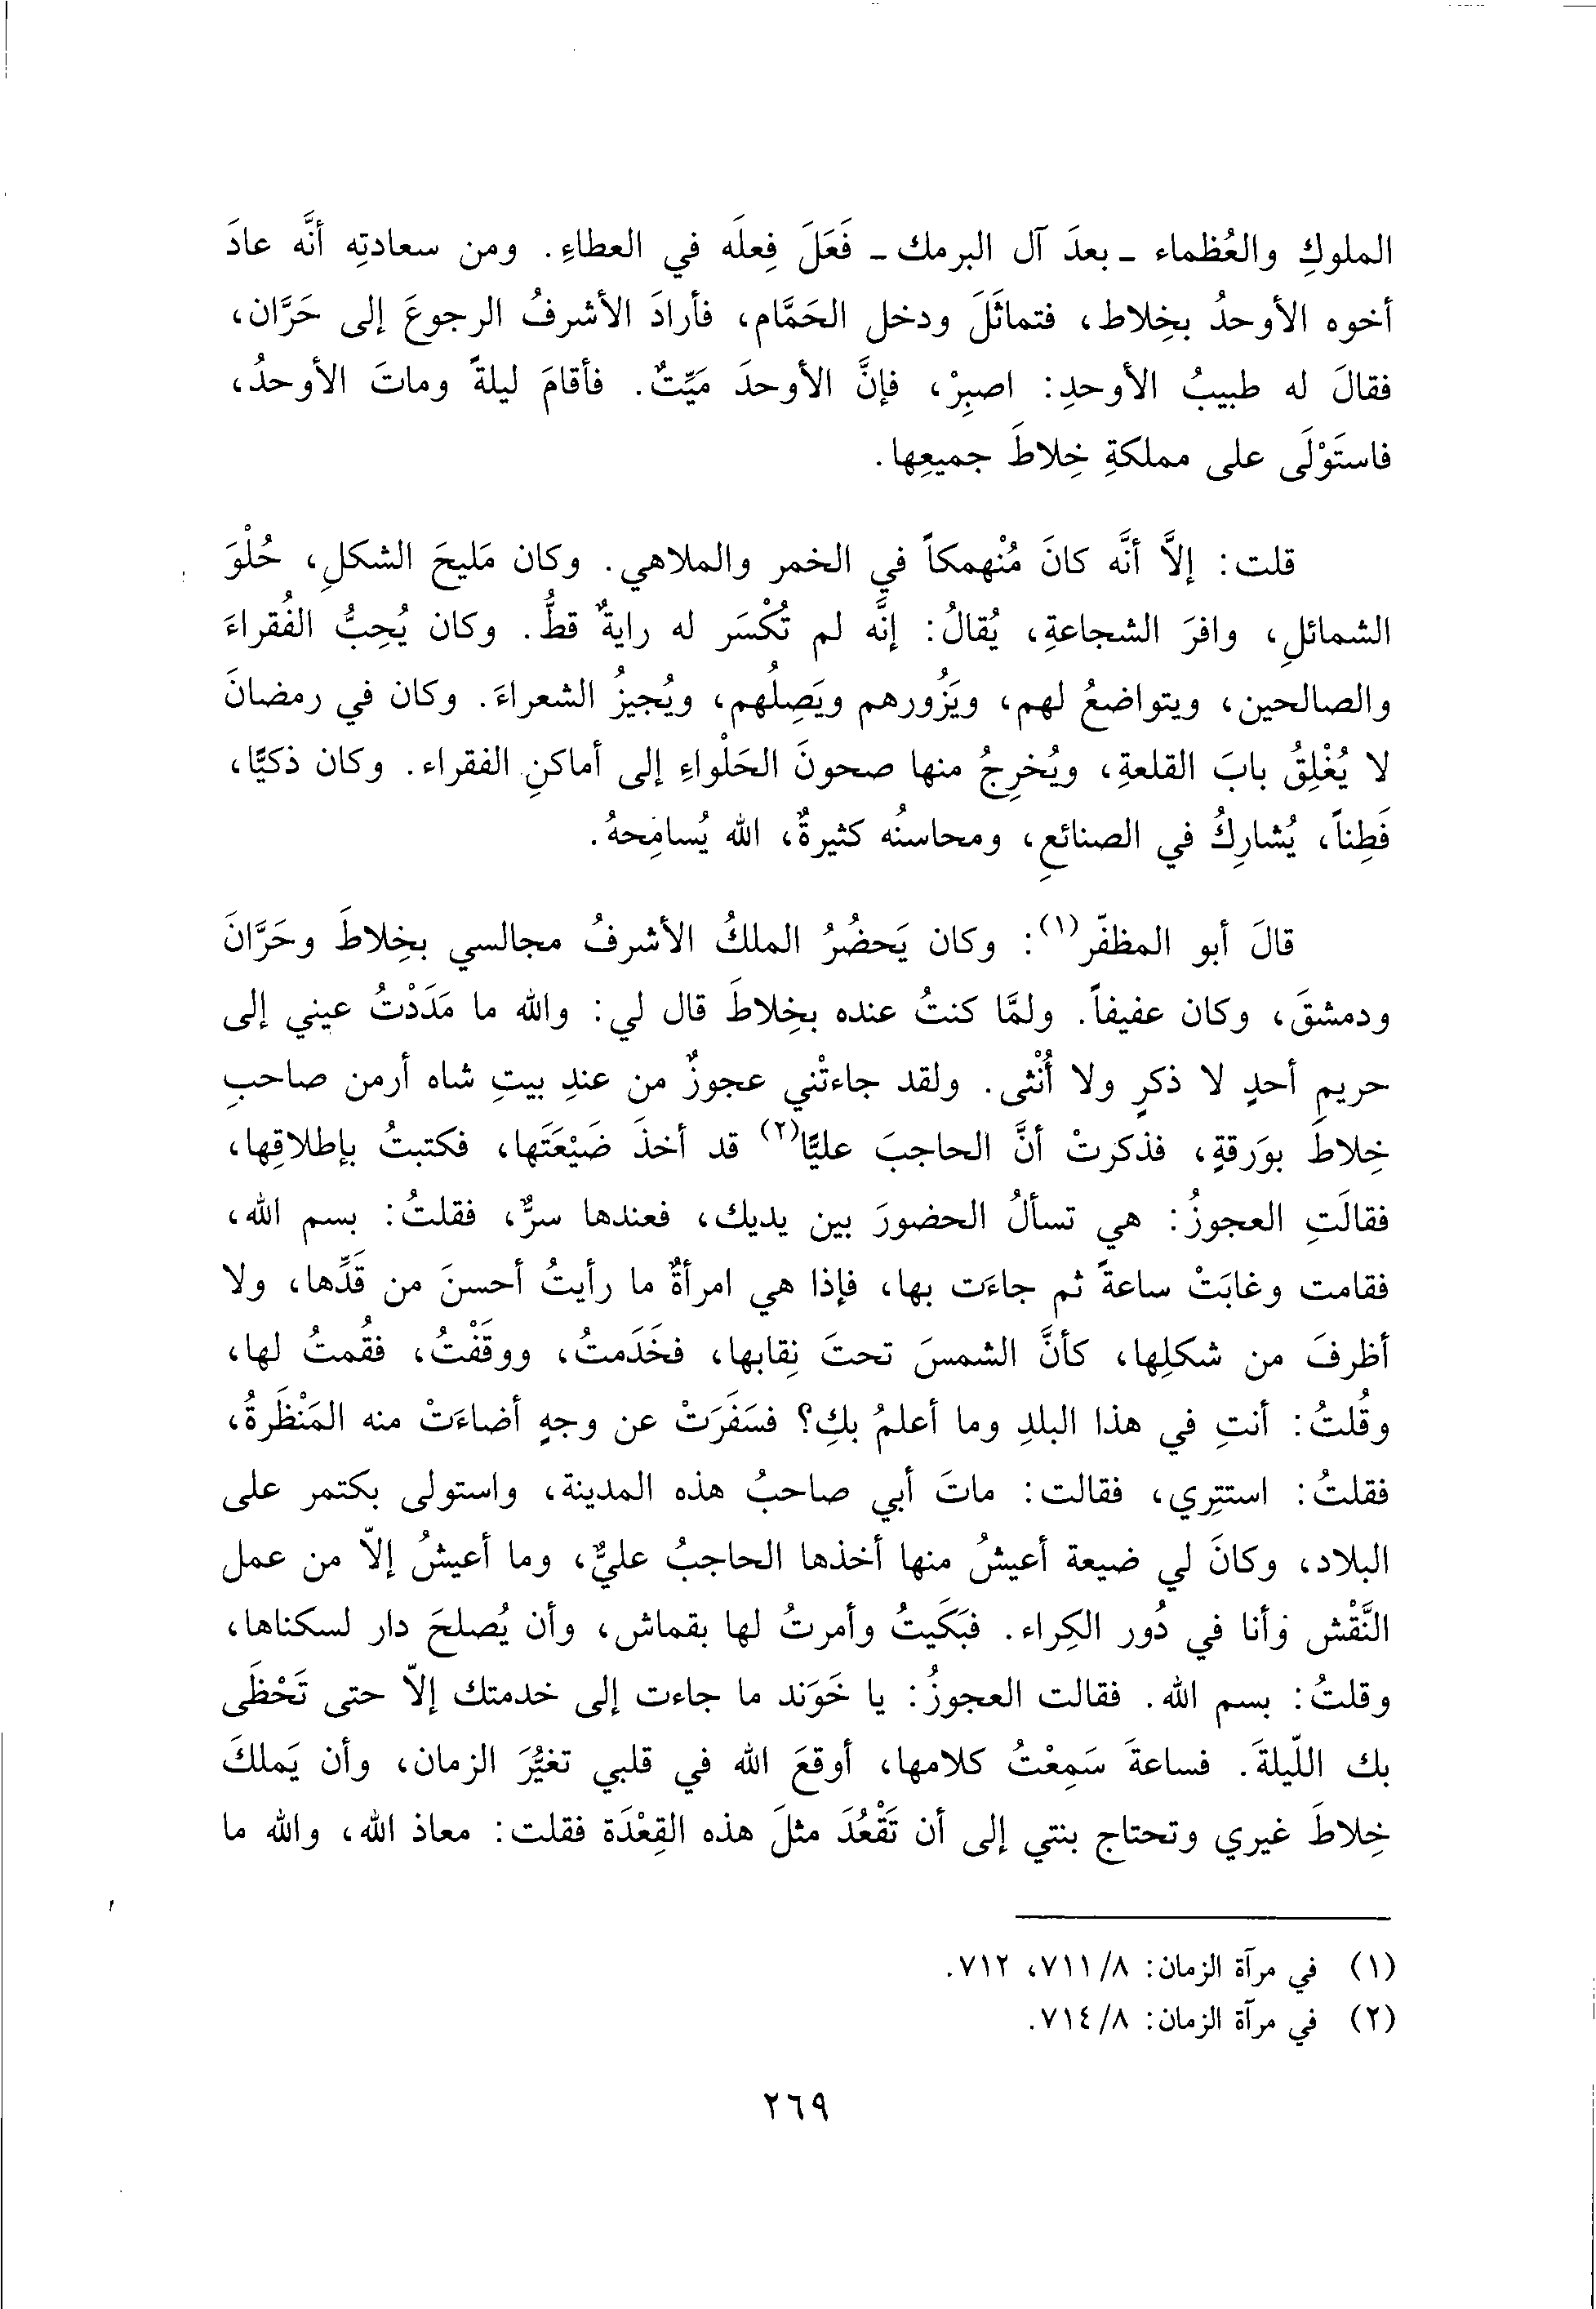 الملوكِ والعُظماء ـ بعدَ آل البرمك ـ فَعَلَ فِعلَه في العطاءِ. ومن سعادتِه أنَّه عادَ
أخوه الأوحدُ بخِلاط، فتماثَلَ ودخل الحَمَّام، فأرادَ الأشرفُ الرجوعَ إلى حَرَّان،
فقالَ له طبيبُ الأوحدِ: اصبِرْ، فإنَّ الأوحدَ مَيِّتٌ. فأقامَ ليلةً وماتَ الأوحدُ،
فاستَوْلَى على مملكةِ خِلاطَ جميعِها.
قلت: إلاَّ أنَّه كانَ مُنْهمكاً في الخمر والملاهي. وكان مَليحَ الشكلِ، حُلْوَ
الشمائلِ، وافرَ الشجاعةِ، يُقالُ: إنَّه لم تُكْسَر له رايةٌ قطُّ. وكان يُحِبُّ الفُقراءَ
والصالحين، ويتواضعُ لهم، ويَزُورهم ويَصِلُهم، ويُجيزُ الشعراءَ. وكان في رمضانَ
لا يُغْلِقُ بابَ القلعةِ، ويُخرِجُ منها صحونَ الحَلْواءِ إلى أماكنِ الفقراء. وكان ذكيًّا،
فَطِناً، يُشارِكُ في الصنائعِ، ومحاسنُه كثيرةٌ، الله يُسامِحهُ.
قالَ أبو المظفّر(١): وكان يَحضُرُ الملكُ الأشرفُ مجالسي بخِلاطَ وحَرَّانَ
ودمشقَ، وكان عفيفاً. ولمَّا كنتُ عنده بخِلاطَ قال لي: والله ما مَدَدْتُ عيني إلى
حريمِ أحدٍ لا ذكرٍ ولا أُنْثى. ولقد جاءتْني عجوزٌ من عندِ بيتِ شاه أرمن صاحبِ
خِلاطَ بوَرقةٍ، فذكرتْ أنَّ الحاجبَ عليًّا(٢) قد أخذَ ضَيْعَتَها، فكتبتُ بإطلاقِها،
فقالَتِ العجوزُ: هي تسألُ الحضورَ بين يديك، فعندها سرٌّ، فقلتُ: بسم الله،
فقامت وغابَتْ ساعةً ثم جاءَت بها، فإذا هي امرأةٌ ما رأيتُ أحسنَ من قَدِّها، ولا
أظرفَ من شكلِها، كأنَّ الشمسَ تحتَ نِقابها، فخَدَمتُ، ووقَفْتُ، فقُمتُ لها،
وقُلتُ: أنتِ في هذا البلدِ وما أعلمُ بكِ؟ فسَفَرَتْ عن وجهٍ أضاءَتْ منه المَنْظَرةُ،
فقلتُ: استتِري، فقالت: ماتَ أبي صاحبُ هذه المدينة، واستولى بكتمر على
البلاد، وكانَ لي ضيعة أعيشُ منها أخذها الحاجبُ عليٌّ، وما أعيشُ إلاّ من عمل
النَّقْش وأنا في دُور الكِراء. فبَكَيتُ وأمرتُ لها بقماش، وأن يُصلحَ دار لسكناها،
وقلتُ: بسم الله. فقالت العجوزُ: يا خَوَند ما جاءت إلى خدمتك إلاّ حتى تَحْظَى
بك اللّيلةَ. فساعةَ سَمِعْتُ كلامها، أوقعَ الله في قلبي تغيُّرَ الزمان، وأن يَملكَ
خِلاطَ غيري وتحتاج بنتي إلى أن تَقْعُدَ مثلَ هذه القِعْدَة فقلت: معاذ الله، والله ما
(١) في مرآة الزمان: ٨/ ٧١١، ٧١٢.
(٢) في مرآة الزمان: ٨/ ٧١٤.
٢٦٩